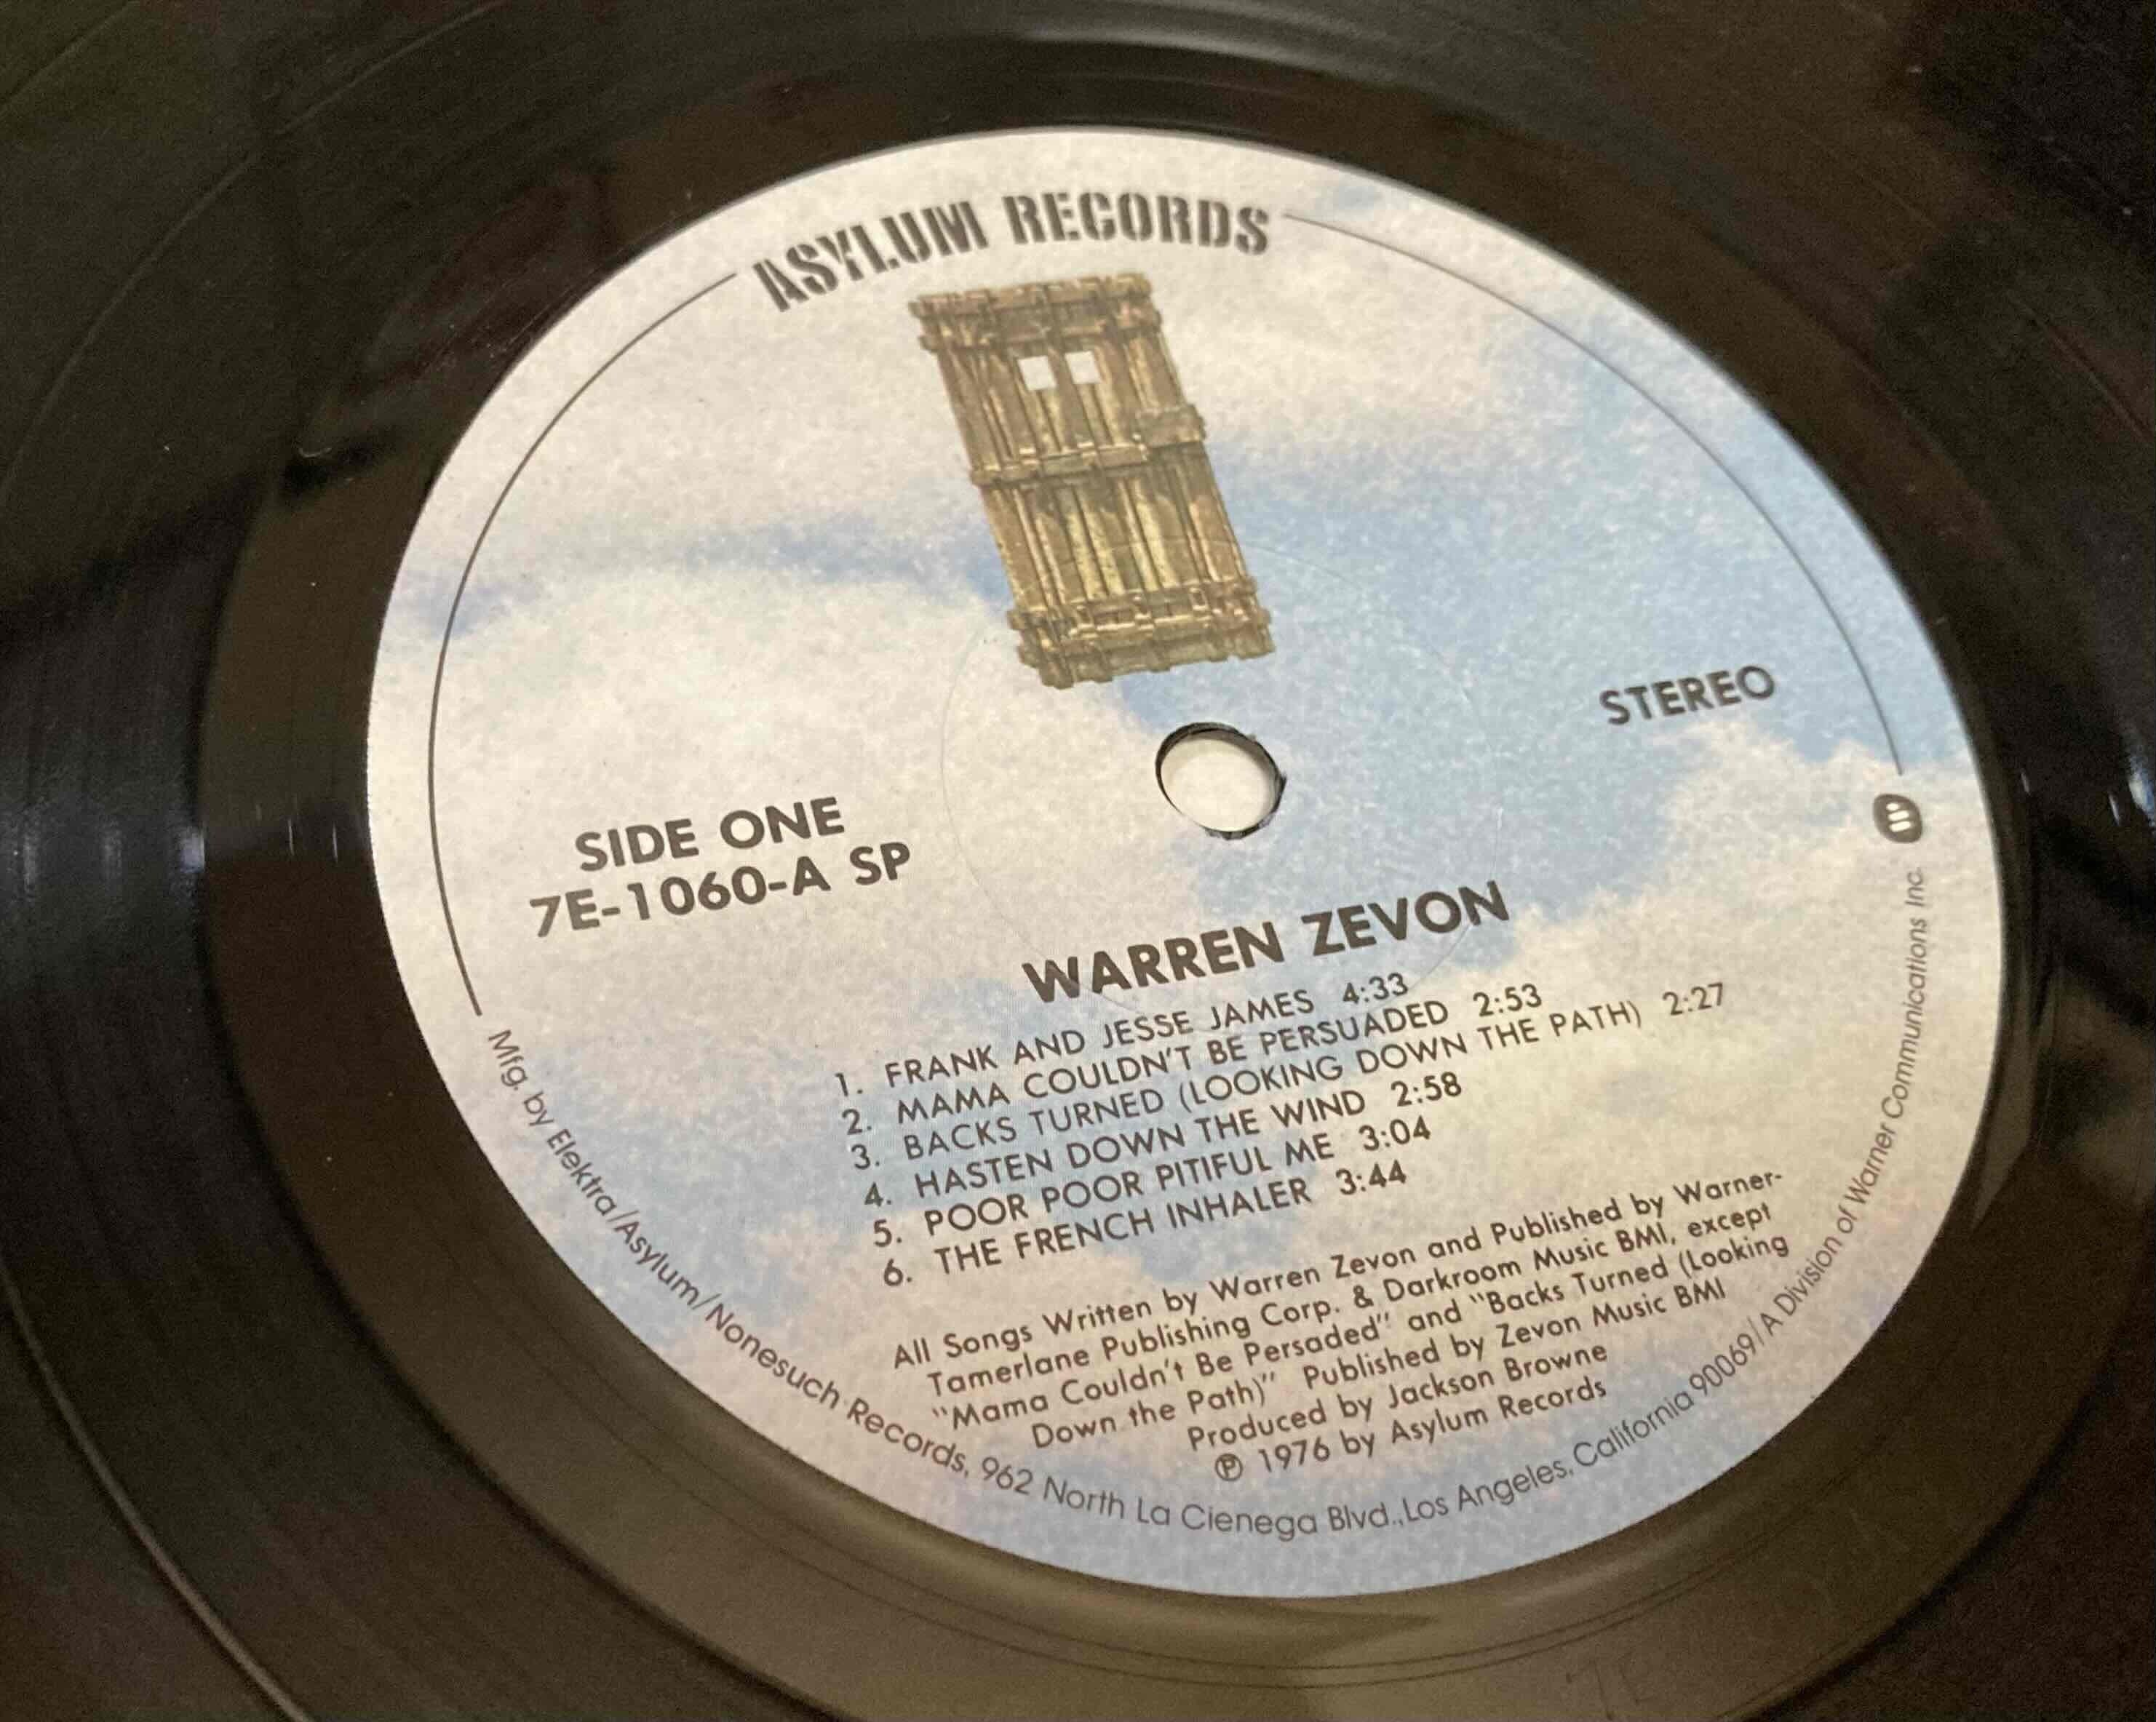 ASYLUM RECORDS
STEREO
SIDE ONE
7E-1060-A SP
WARREN ZEVON
1. FRANK AND JESSE JAMES 4:33
2. MAMA COULDN'T BE PERSUADED 2:53
3. BACKS TURNED (LOOKING DOWN THE PATH) 2:27
4. HASTEN DOWN THE WIND 2:58
5. POOR POOR PITIFUL ME 3:04
6. THE FRENCH INHALER 3:44
All Songs Written by Warren Zevon and Published by Warner-
Tamerlane Publishing Corp. & Darkroom Music BMI, except
"Mama Couldn't Be Persaded" and "Backs Turned (Looking
Down the Path)" Published by Zevon Music BMI
Produced by Jackson Browne
℗ 1976 by Asylum Records
Mfg. by Elektra/Asylum/Nonesuch Records, 962 North La Cienega Blvd., Los Angeles, California 90069/A Division of Warner Communications Inc.
7E